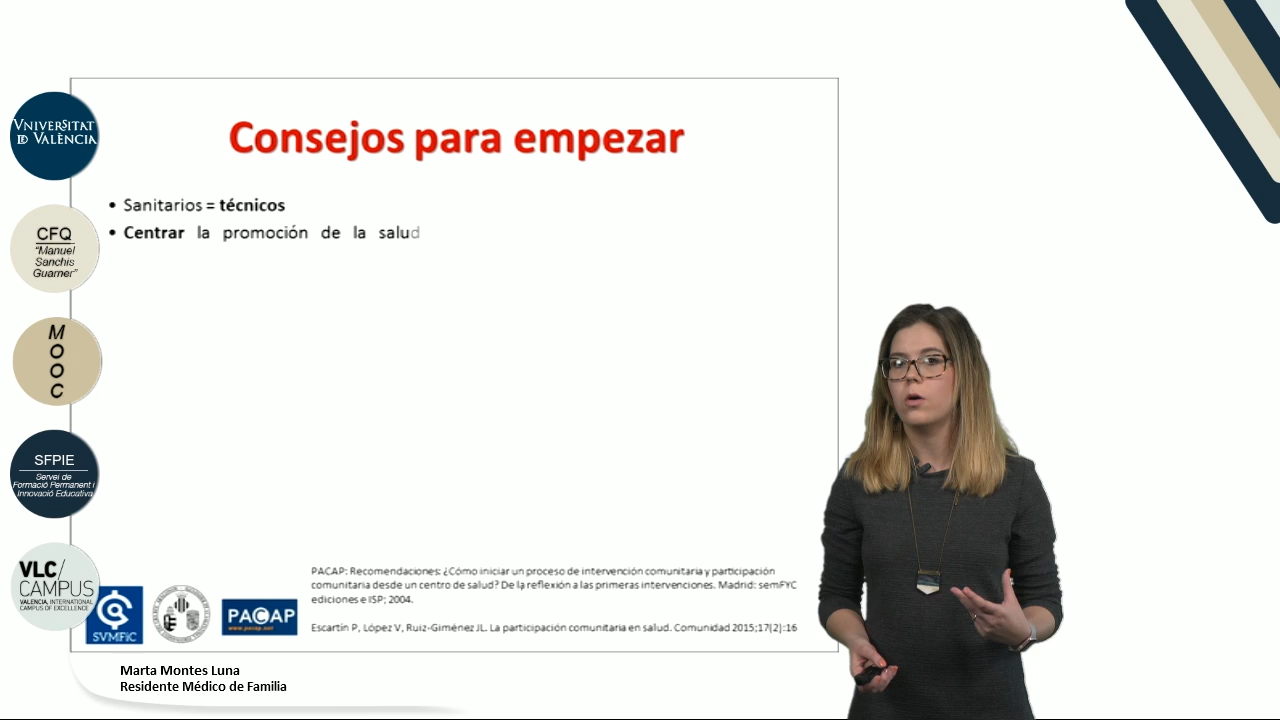 Consejos para empezar
• Sanitarios = técnicos
• Centrar la promoción de la salud
VNIVERSITAT
ID VALÈNCIA
CFQ
"Manuel
Sanchis
Guarner"
M
O
O
C
SFPIE
Servei de
Formació Permanent i
Innovació Educativa
VLC/
CAMPUS
VALENCIA INTERNATIONAL
CAMPUS OF EXCELLENCE
SVMFiC
PACAP
www.pacap.net
PACAP: Recomendaciones: ¿Cómo iniciar un proceso de intervención comunitaria y participación
comunitaria desde un centro de salud? De la reflexión a las primeras intervenciones. Madrid: semFYC
ediciones e ISP; 2004.
Escartín P, López V, Ruiz-Giménez JL. La participación comunitaria en salud. Comunidad 2015;17(2):16
Marta Montes Luna
Residente Médico de Familia